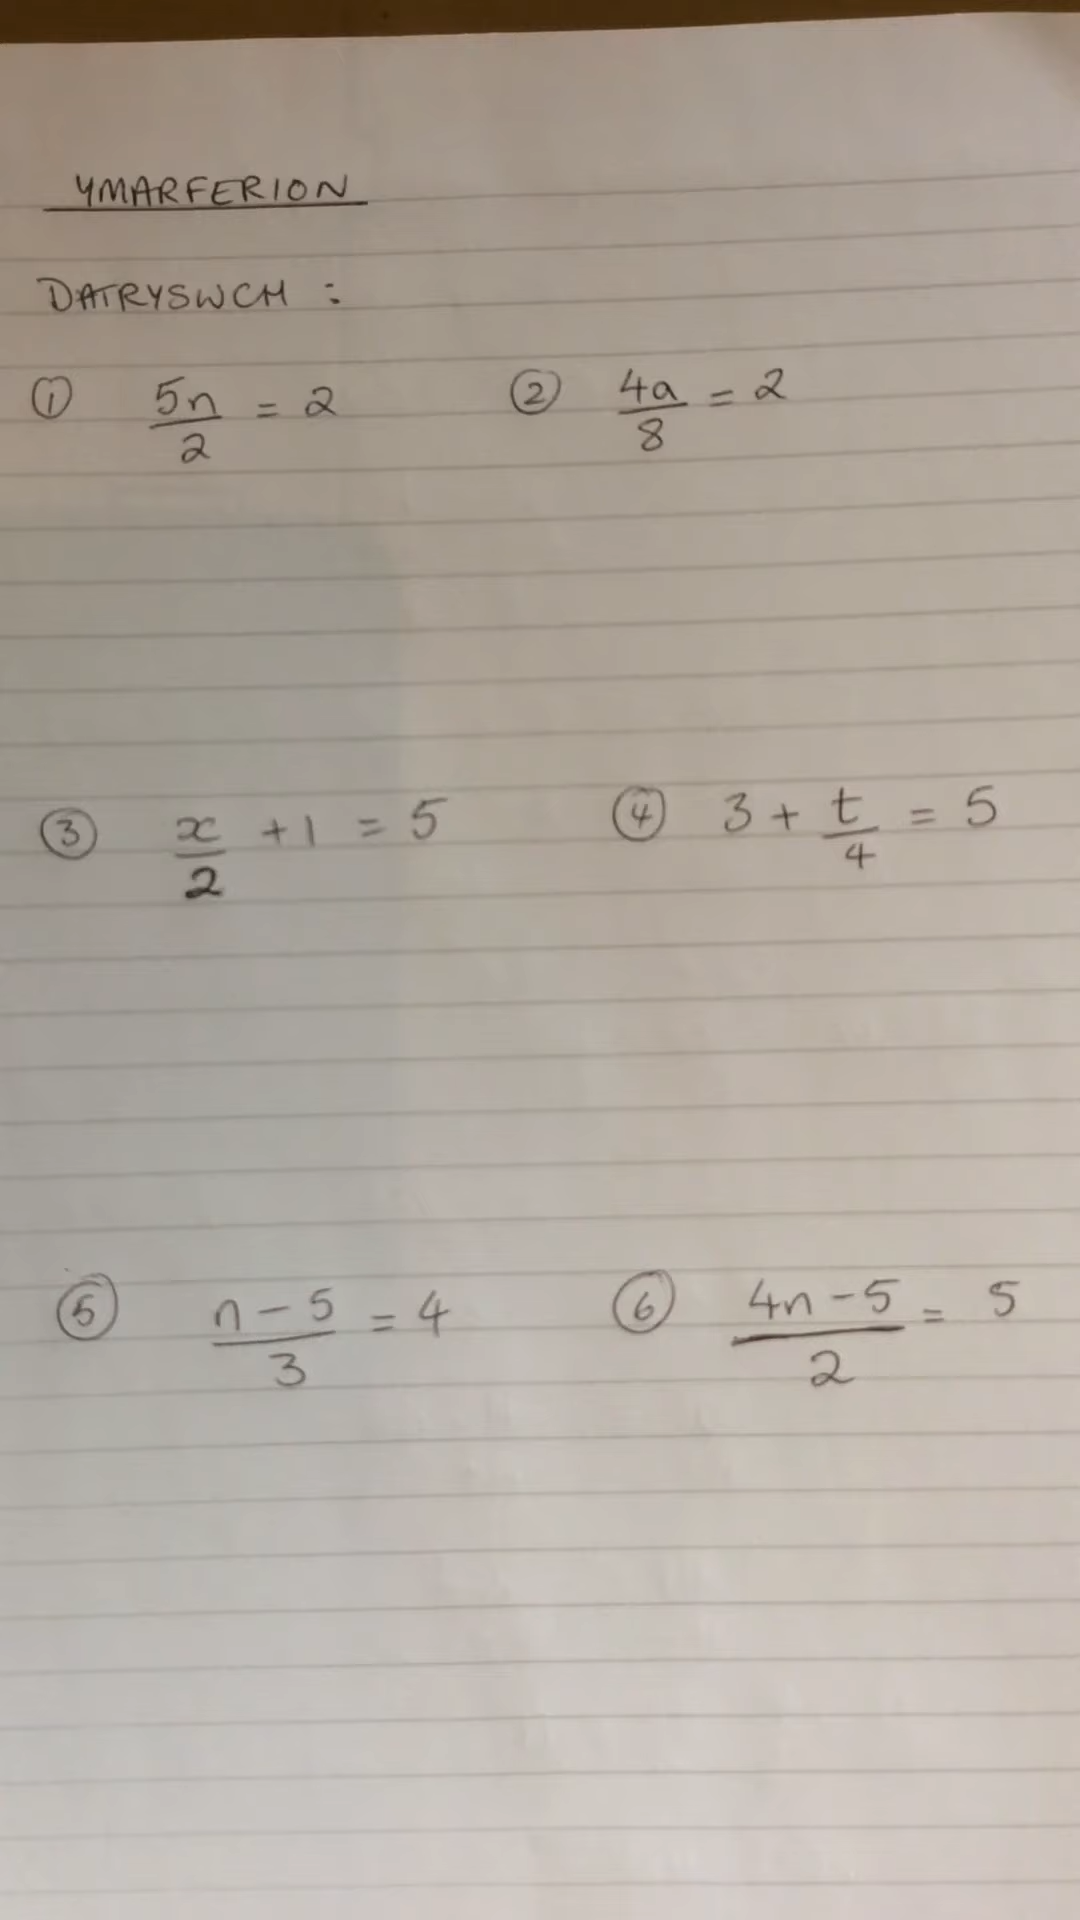 YMARFERION
DATRYSWCH :
① 5n/2 = 2 ② 4a/8 = 2
③ x/2 + 1 = 5 ④ 3 + t/4 = 5
⑤ n - 5/3 = 4 ⑥ 4n - 5/2 = 5